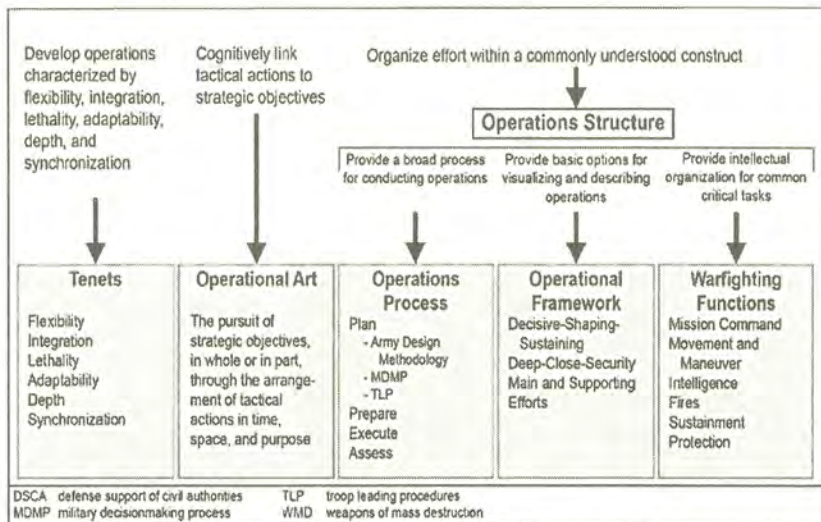 Develop operations
characterized by
flexibility, integration,
lethality, adaptability,
depth, and
synchronization
Cognitively link
tactical actions to
strategic objectives
Organize effort within a commonly understood construct
Operations Structure
Provide a broad process
for conducting operations
Provide basic options for
visualizing and describing
operations
Provide intellectual
organization for common
critical tasks
Tenets
Flexibility
Integration
Lethality
Adaptability
Depth
Synchronization
Operational Art
The pursuit of
strategic objectives,
in whole or in part,
through the arrange-
ment of tactical
actions in time,
space, and purpose
Operations
Process
Plan
- Army Design
Methodology
- MDMP
- TLP
Prepare
Execute
Assess
Operational
Framework
Decisive-Shaping-
Sustaining
Deep-Close-Security
Main and Supporting
Efforts
Warfighting
Functions
Mission Command
Movement and
Maneuver
Intelligence
Fires
Sustainment
Protection
DSCA defense support of civil authorities TLP troop leading procedures
MDMP military decisionmaking process WMD weapons of mass destruction